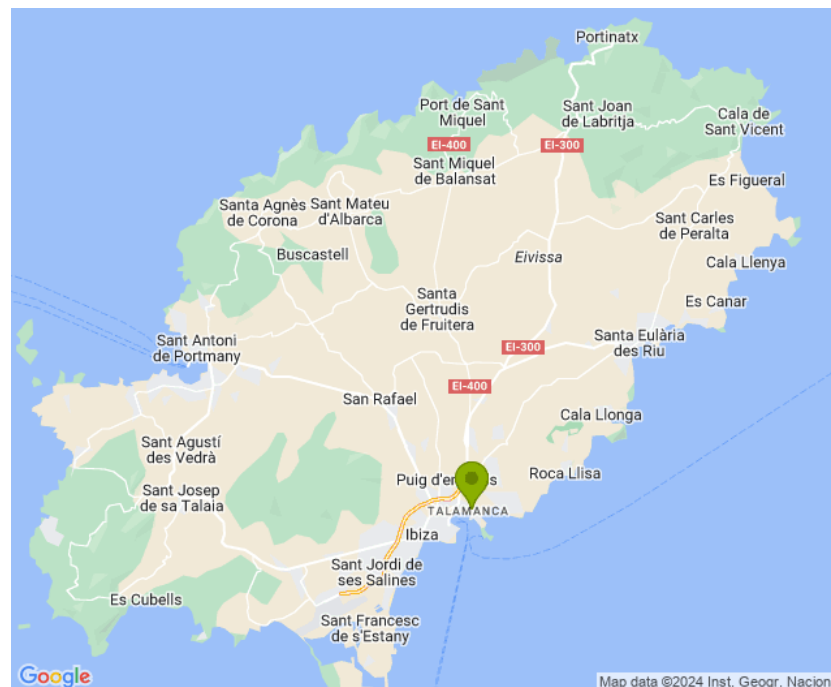 Portinatx
Port de Sant
Miquel
Sant Joan
de Labritja
Cala de
Sant Vicent
EI-400
EI-300
Sant Miquel
de Balansat
Es Figueral
Santa Agnès
de Corona
Sant Mateu
d'Albarca
Sant Carles
de Peralta
Buscastell
Eivissa
Cala Llenya
Santa
Gertrudis
de Fruitera
Es Canar
Sant Antoni
de Portmany
Santa Eulària
des Riu
EI-300
EI-400
San Rafael
Cala Llonga
Sant Agustí
des Vedrà
Roca Llisa
Puig d'en
Sant Josep
de sa Talaia
TALAMANCA
Ibiza
Sant Jordi de
ses Salines
Es Cubells
Sant Francesc
de s'Estany
Google
Map data ©2024 Inst. Geogr. Nacion